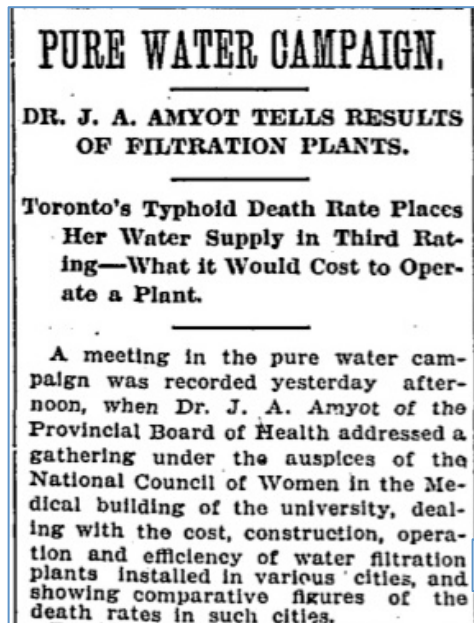 PURE WATER CAMPAIGN.
DR. J. A. AMYOT TELLS RESULTS
OF FILTRATION PLANTS.
Toronto's Typhoid Death Rate Places
Her Water Supply in Third Rat-
ing—What it Would Cost to Oper-
ate a Plant.
A meeting in the pure water cam-
paign was recorded yesterday after-
noon, when Dr. J. A. Amyot of the
Provincial Board of Health addressed a
gathering under the auspices of the
National Council of Women in the Me-
dical building of the university, deal-
ing with the cost, construction, opera-
tion and efficiency of water filtration
plants installed in various cities, and
showing comparative figures of the
death rates in such cities.